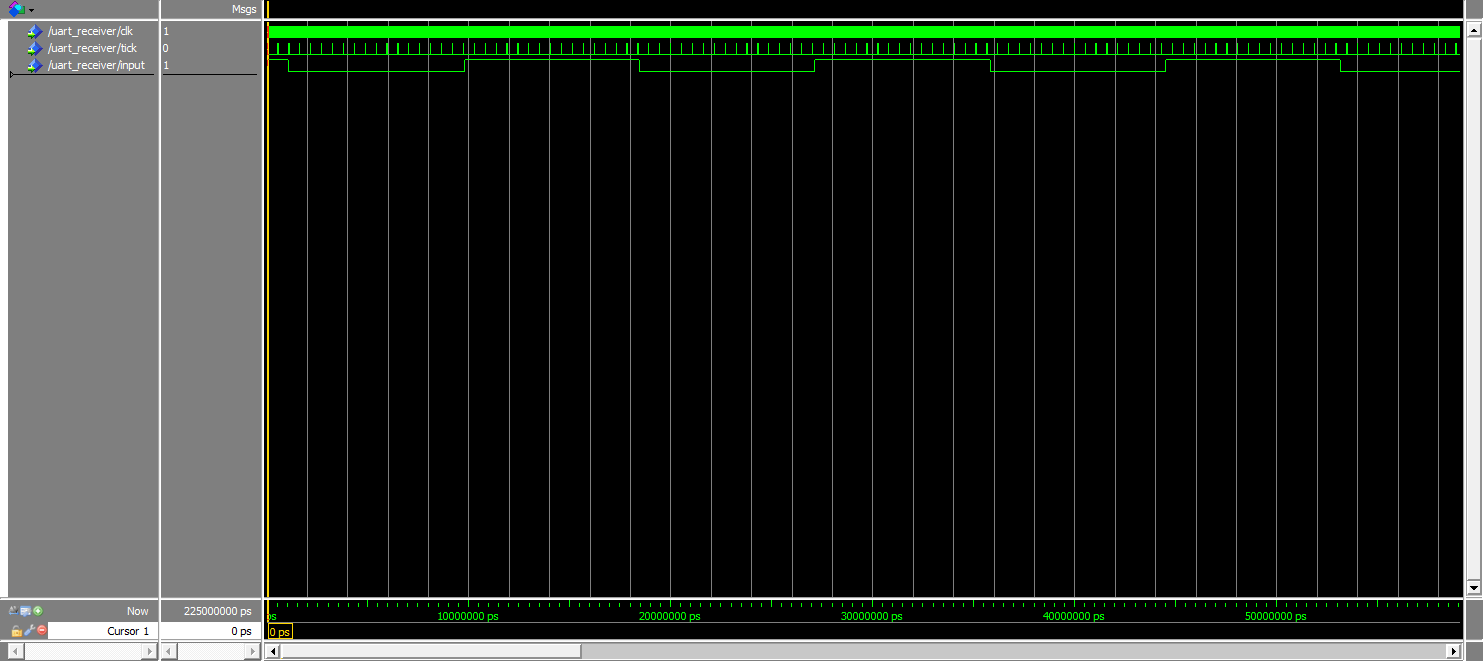 Msgs
/uart_receiver/clk 1
/uart_receiver/tick 0
/uart_receiver/input 1
Now 225000000 ps
ps 10000000 ps 20000000 ps 30000000 ps 40000000 ps 50000000 ps
Cursor 1 0 ps
0 ps